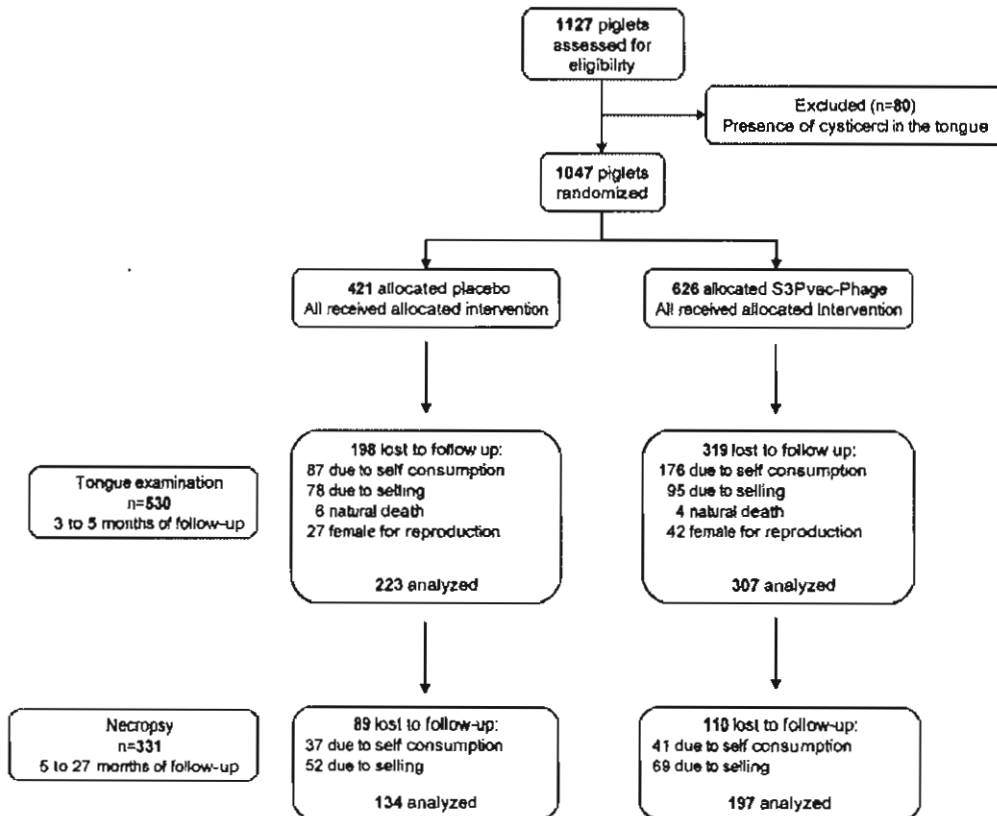 1127 piglets
assessed for
eligibility
Excluded (n=80)
Presence of cysticerci in the tongue
1047 piglets
randomized
421 allocated placebo
All received allocated intervention
626 allocated S3Pvac-Phage
All received allocated Intervention
Tongue examination
n=530
3 to 5 months of follow-up
198 lost to follow up:
87 due to self consumption
78 due to selling
6 natural death
27 female for reproduction
223 analyzed
319 lost to follow up:
176 due to self consumption
95 due to selling
4 natural death
42 female for reproduction
307 analyzed
Necropsy
n=331
5 to 27 months of follow-up
89 lost to follow-up:
37 due to self consumption
52 due to selling
134 analyzed
110 lost to follow-up:
41 due to self consumption
69 due to selling
197 analyzed